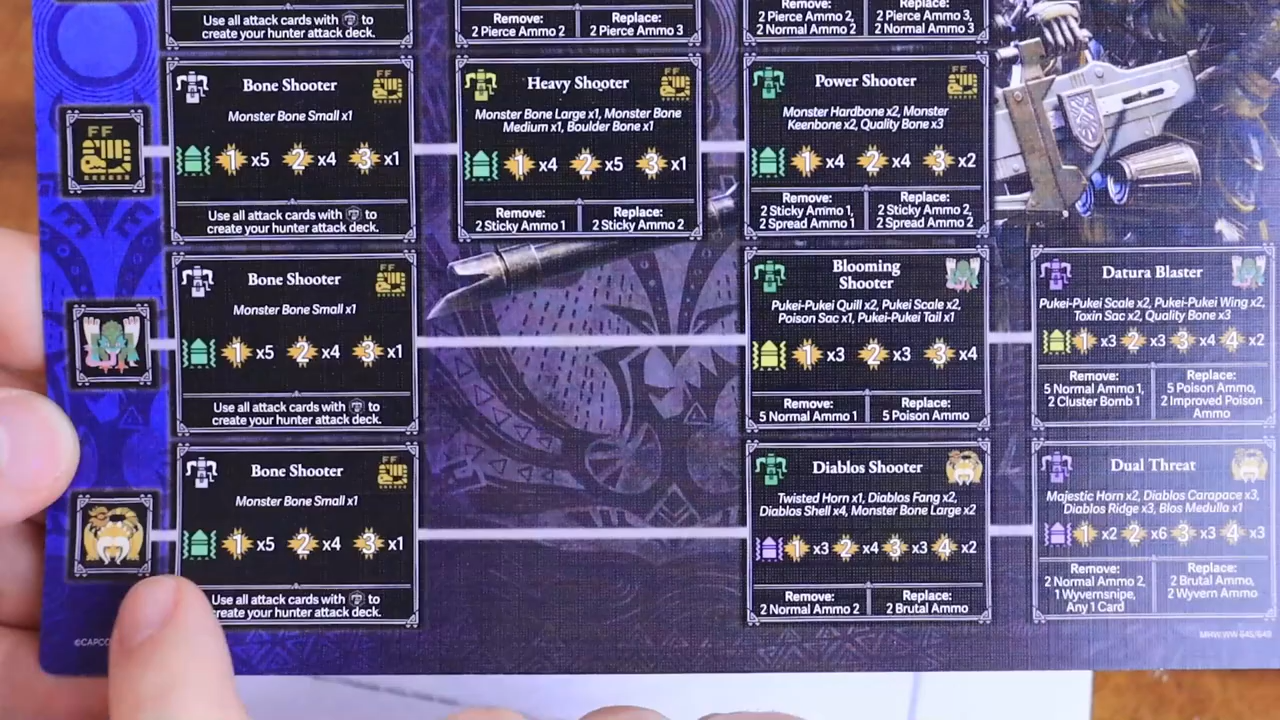 Use all attack cards with to
create your hunter attack deck.
Remove:
2 Pierce Ammo 2
Replace:
2 Pierce Ammo 3
Remove:
2 Pierce Ammo 2,
2 Normal Ammo 2
Replace:
2 Pierce Ammo 3,
2 Normal Ammo 3
FF
Bone Shooter
FF
Monster Bone Small x1
1 x5 2 x4 3 x1
Use all attack cards with to
create your hunter attack deck.
Heavy Shooter
FF
Monster Bone Large x1, Monster Bone
Medium x1, Boulder Bone x1
1 x4 2 x5 3 x1
Remove:
2 Sticky Ammo 1
Replace:
2 Sticky Ammo 2
Power Shooter
FF
Monster Hardbone x2, Monster
Keenbone x2, Quality Bone x3
1 x4 2 x4 3 x2
Remove:
2 Sticky Ammo 1,
2 Spread Ammo 1
Replace:
2 Sticky Ammo 2,
2 Spread Ammo 2
Bone Shooter
FF
Monster Bone Small x1
1 x5 2 x4 3 x1
Use all attack cards with to
create your hunter attack deck.
Blooming
Shooter
Pukei-Pukei Quill x2, Pukei Scale x2,
Poison Sac x1, Pukei-Pukei Tail x1
1 x3 2 x3 3 x4
Remove:
5 Normal Ammo 1
Replace:
5 Poison Ammo
Datura Blaster
Pukei-Pukei Scale x2, Pukei-Pukei Wing x2,
Toxin Sac x2, Quality Bone x3
1 x3 2 x3 3 x4 4 x2
Remove:
5 Normal Ammo 1,
2 Cluster Bomb 1
Replace:
5 Poison Ammo,
2 Improved Poison
Ammo
Bone Shooter
FF
Monster Bone Small x1
1 x5 2 x4 3 x1
Use all attack cards with to
create your hunter attack deck.
Diablos Shooter
Twisted Horn x1, Diablos Fang x2,
Diablos Shell x4, Monster Bone Large x2
1 x3 2 x4 3 x3 4 x2
Remove:
2 Normal Ammo 2
Replace:
2 Brutal Ammo
Dual Threat
Majestic Horn x2, Diablos Carapace x3,
Diablos Ridge x3, Blos Medulla x1
1 x2 2 x6 3 x3 4 x3
Remove:
2 Normal Ammo 2,
1 Wyvernsnipe,
Any 1 Card
Replace:
2 Brutal Ammo,
2 Wyvern Ammo